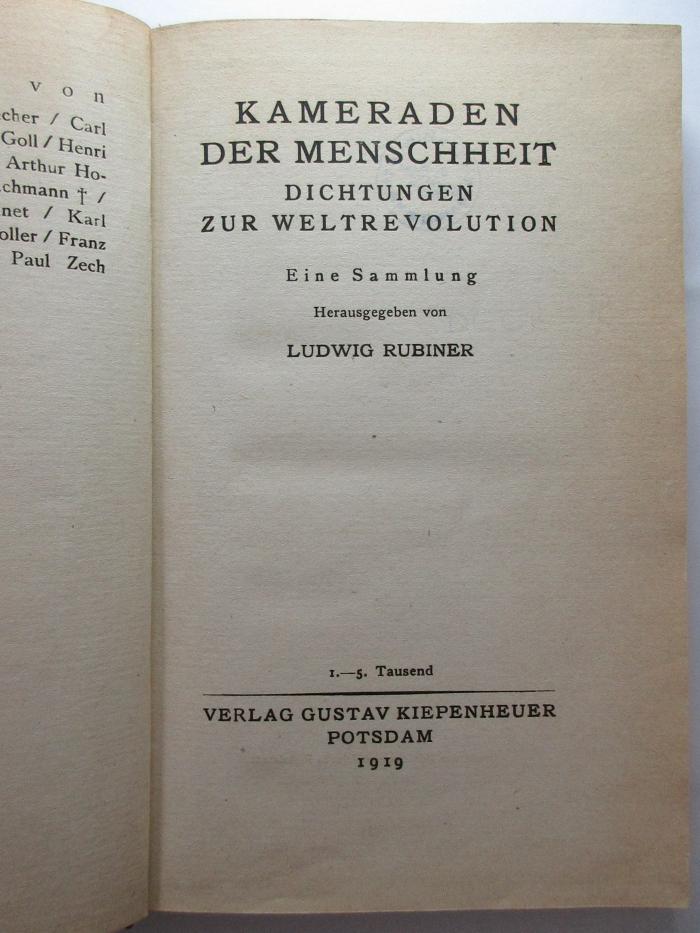 von
cher / Carl
Goll / Henri
Arthur Ho-
chmann † /
net / Karl
oller / Franz
Paul Zech
KAMERADEN
DER MENSCHHEIT
DICHTUNGEN
ZUR WELTREVOLUTION
Eine Sammlung
Herausgegeben von
LUDWIG RUBINER
1.—5. Tausend
VERLAG GUSTAV KIEPENHEUER
POTSDAM
1919